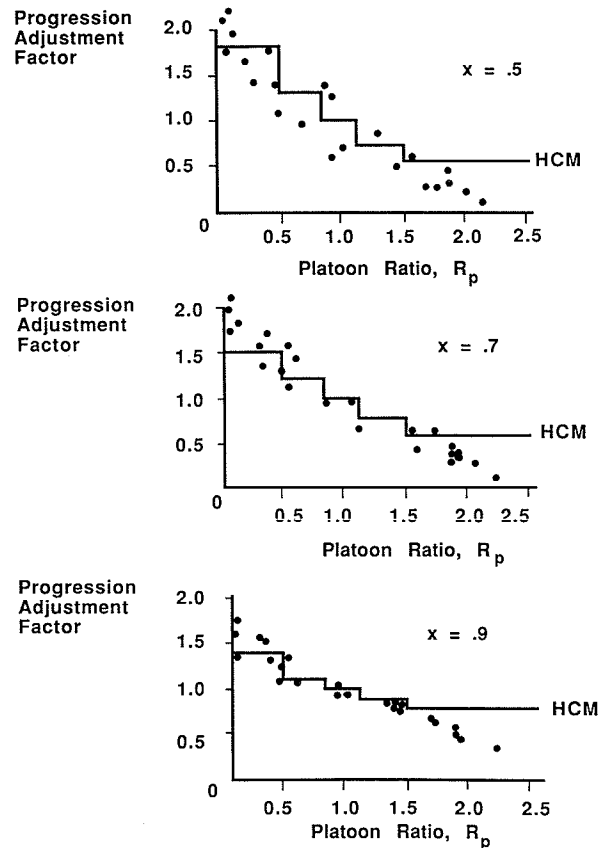 Progression
Adjustment
Factor
2.0
1.5
1.0
0.5
0
x = .5
HCM
0.5 1.0 1.5 2.0 2.5
Platoon Ratio, Rp
Progression
Adjustment
Factor
2.0
1.5
1.0
0.5
0
x = .7
HCM
0.5 1.0 1.5 2.0 2.5
Platoon Ratio, Rp
Progression
Adjustment
Factor
2.0
1.5
1.0
0.5
0
x = .9
HCM
0.5 1.0 1.5 2.0 2.5
Platoon Ratio, Rp